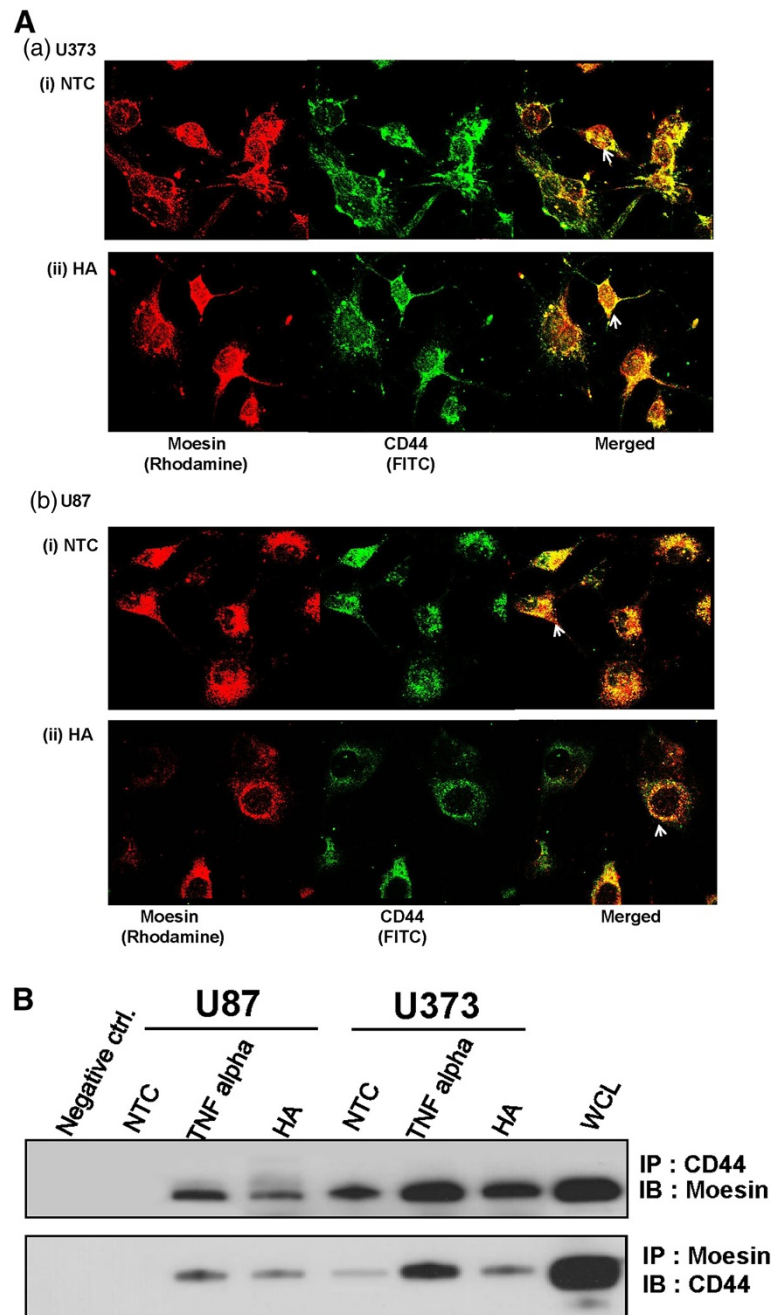 A
(a) U373
(i) NTC
(ii) HA
Moesin (Rhodamine)
CD44 (FITC)
Merged
(b) U87
(i) NTC
(ii) HA
Moesin (Rhodamine)
CD44 (FITC)
Merged
B
U87
U373
Negative ctrl.
NTC
TNF alpha
HA
NTC
TNF alpha
HA
WCL
IP : CD44
IB : Moesin
IP : Moesin
IB : CD44